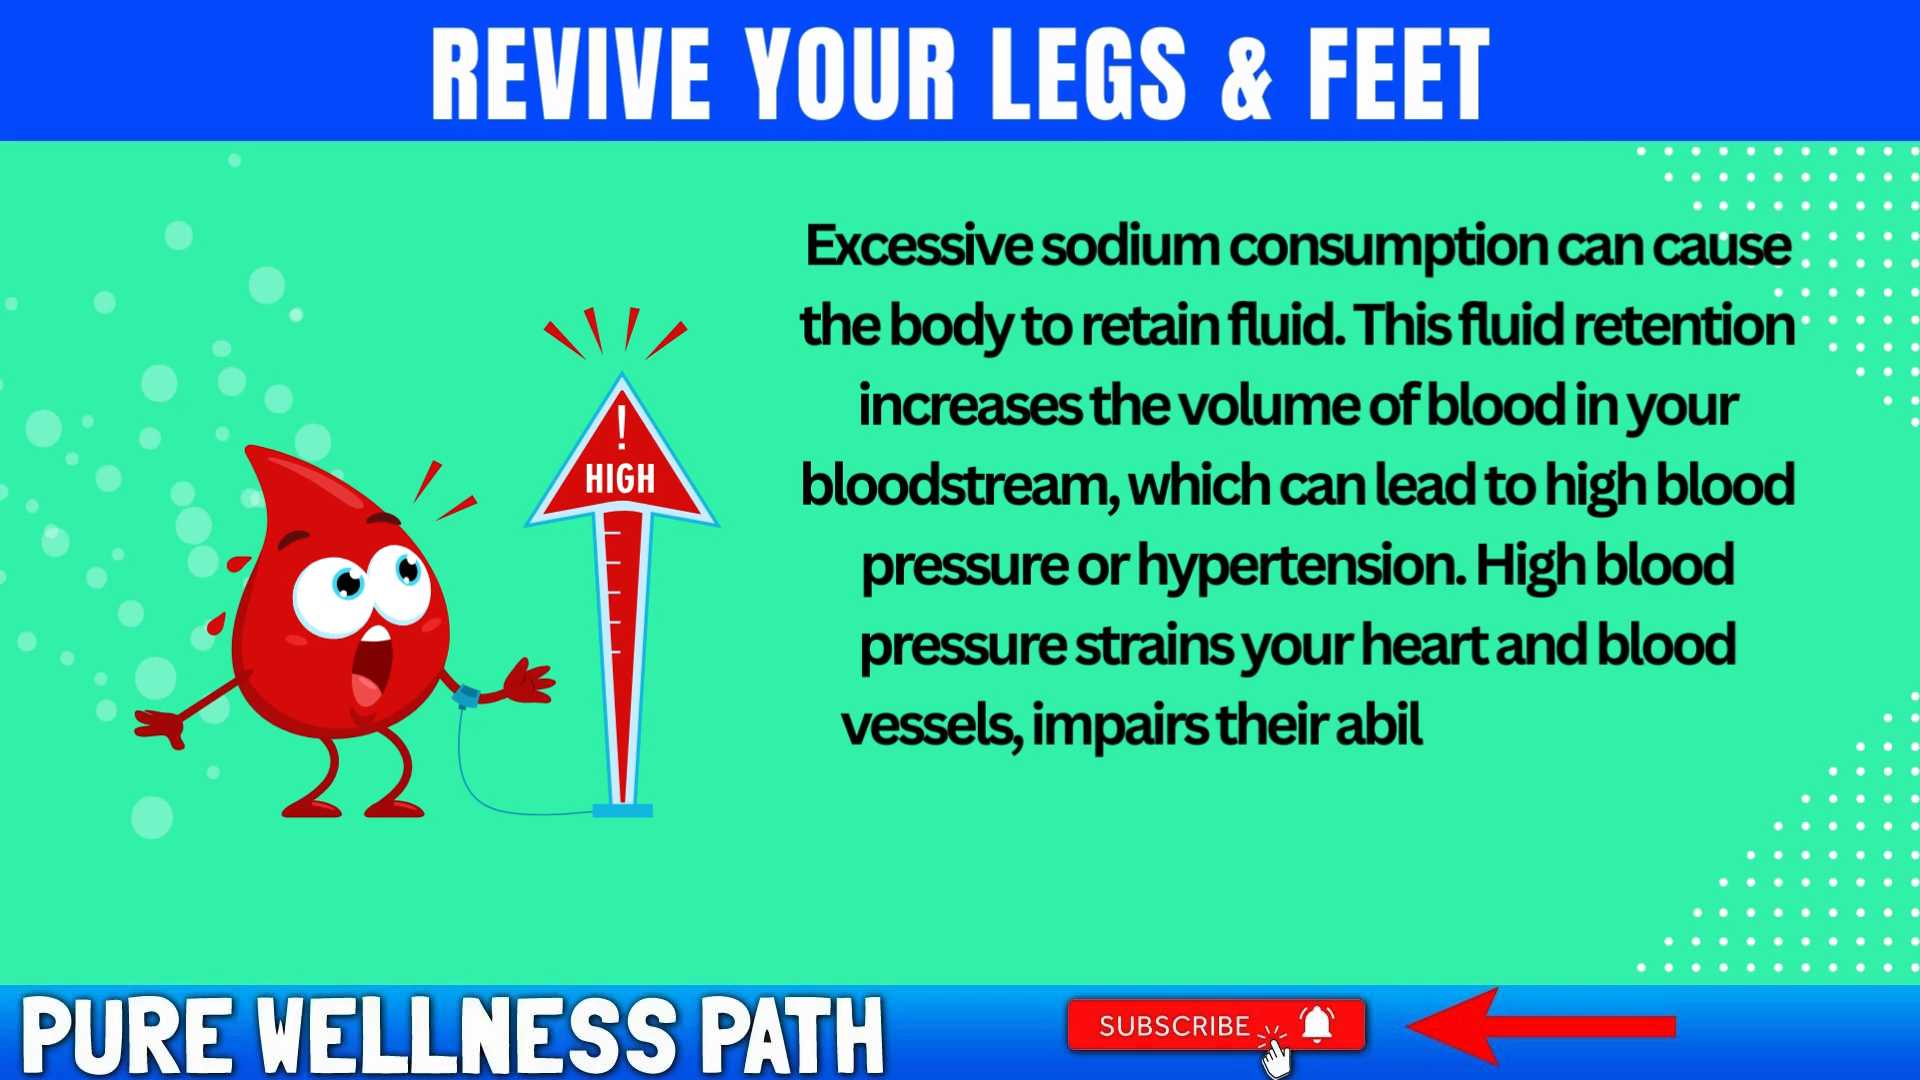 REVIVE YOUR LEGS & FEET
Excessive sodium consumption can cause
the body to retain fluid. This fluid retention
increases the volume of blood in your
bloodstream, which can lead to high blood
pressure or hypertension. High blood
pressure strains your heart and blood
vessels, impairs their abil
!
HIGH
PURE WELLNESS PATH
SUBSCRIBE